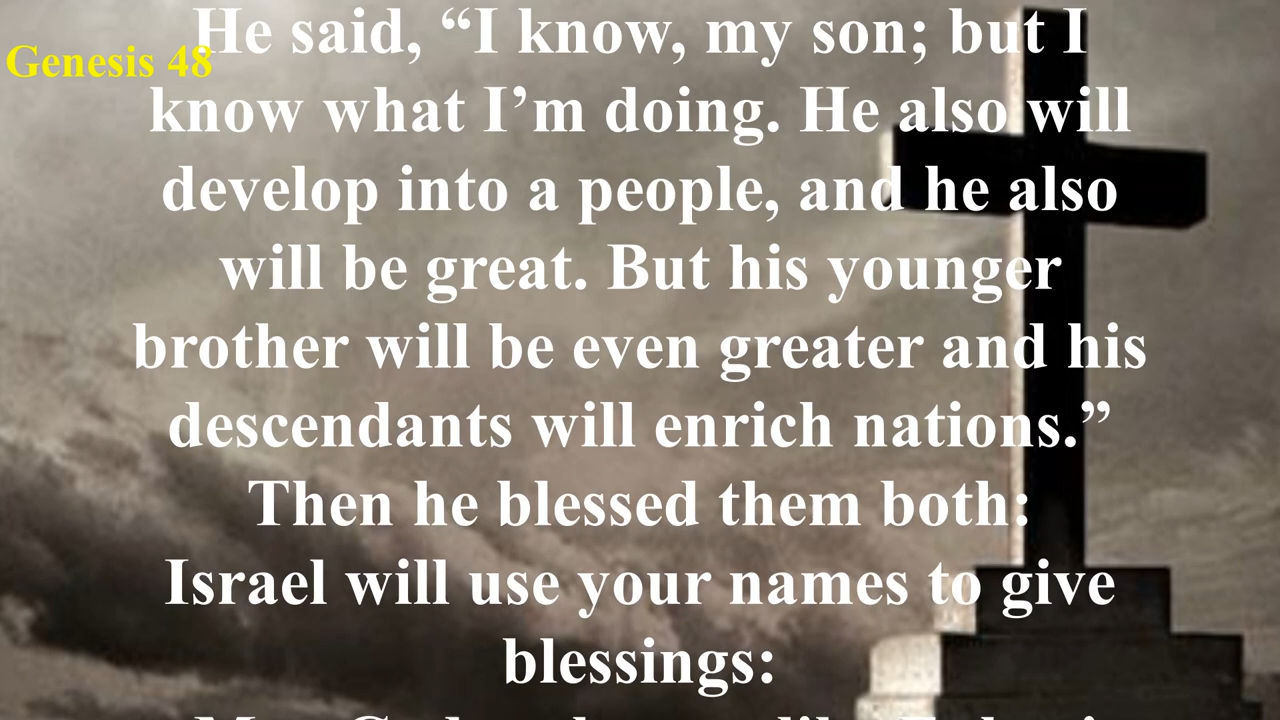 Genesis 48
He said, “I know, my son; but I
know what I’m doing. He also will
develop into a people, and he also
will be great. But his younger
brother will be even greater and his
descendants will enrich nations.”
Then he blessed them both:
Israel will use your names to give
blessings: